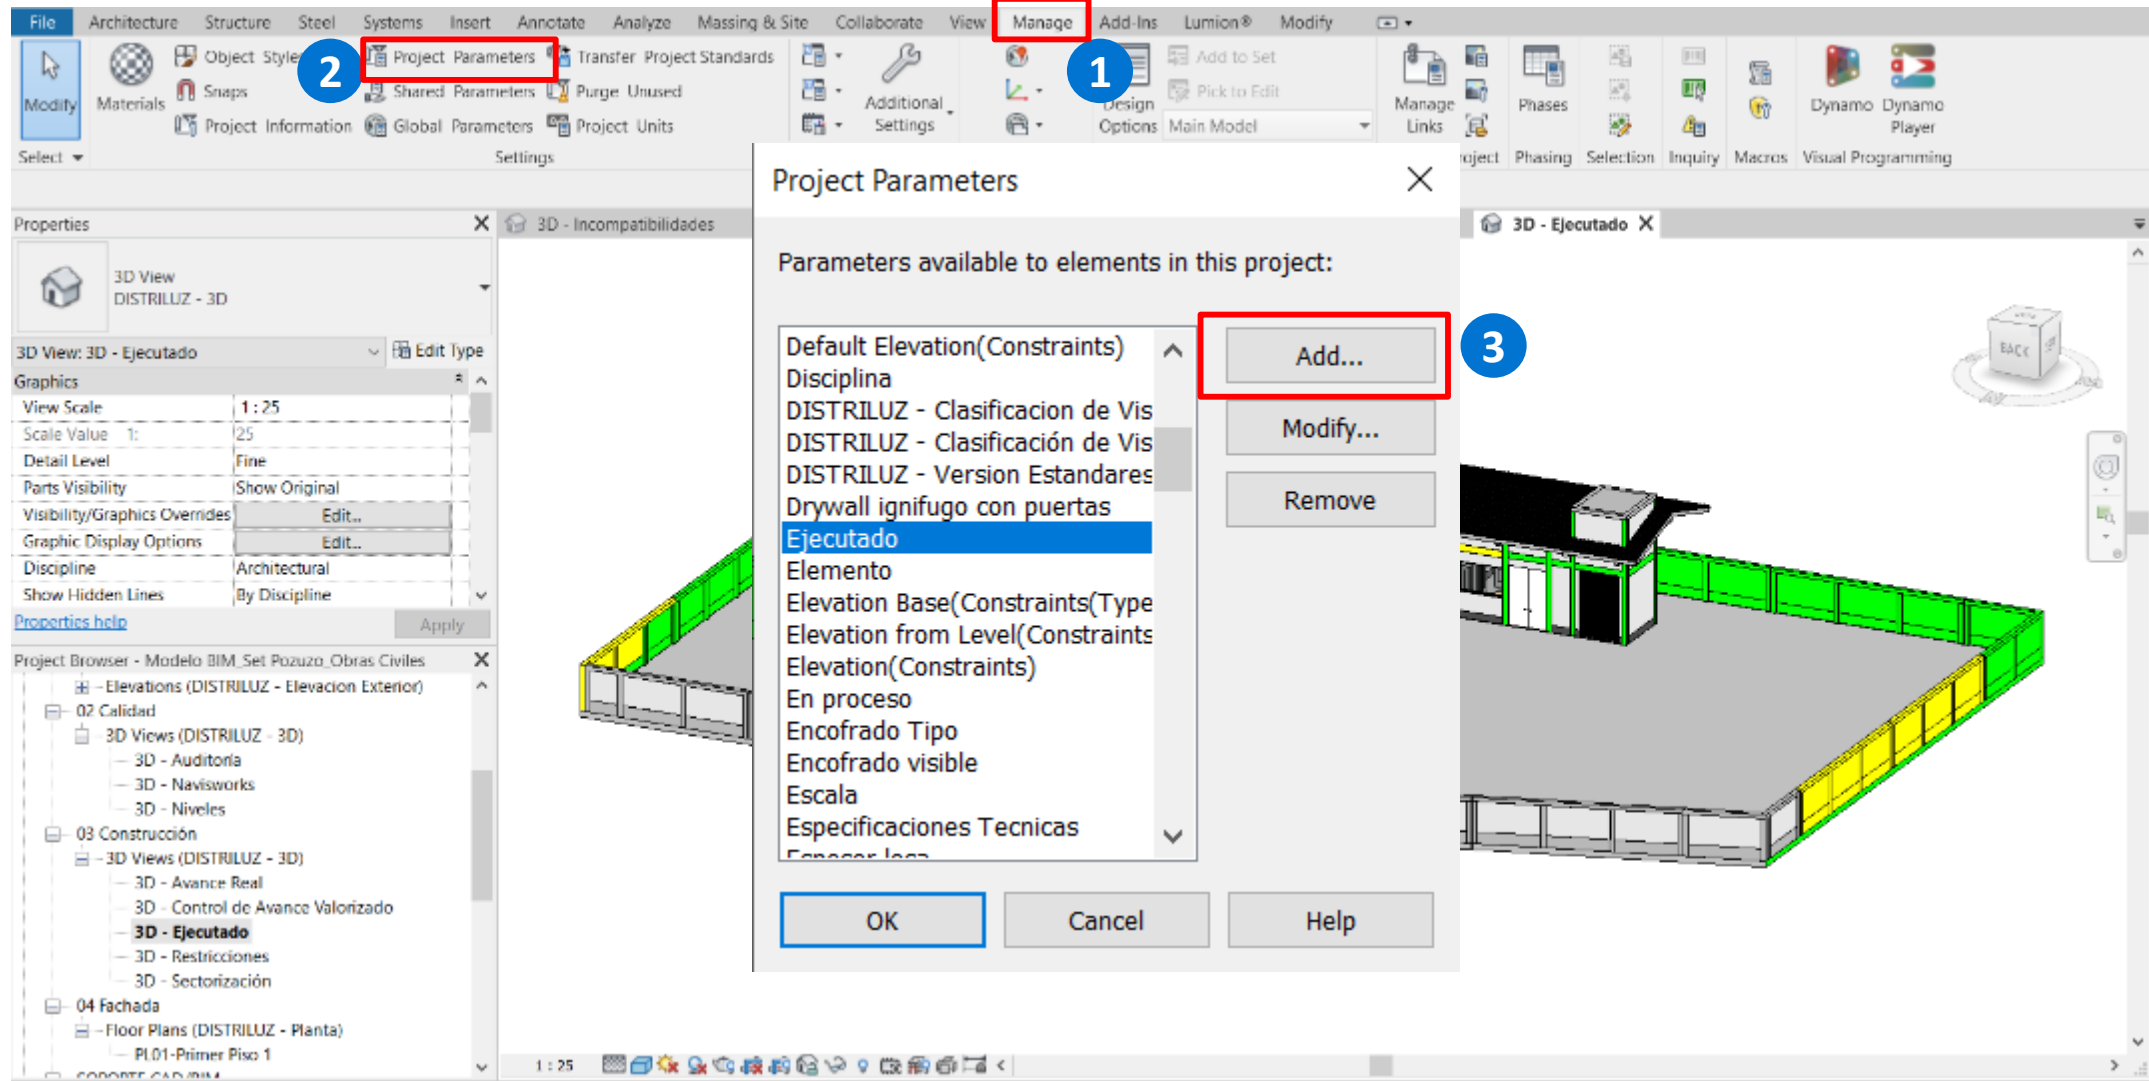 File Architecture Structure Steel Systems Insert Annotate Analyze Massing & Site Collaborate View Manage Add-Ins Lumion® Modify
Modify
Select
Materials
Object Style
Snaps
Project Information
2
Project Parameters
Shared Parameters
Global Parameters
Transfer Project Standards
Purge Unused
Project Units
Settings
Additional
Settings
1
Design
Options
Add to Set
Pick to Edit
Main Model
Manage
Links
oject
Phases
Phasing
Selection
Inquiry
Macros
Dynamo
Dynamo
Player
Visual Programming
Properties
3D View
DISTRILUZ - 3D
3D View: 3D - Ejecutado
Edit Type
Graphics
View Scale 1 : 25
Scale Value 1: 25
Detail Level Fine
Parts Visibility Show Original
Visibility/Graphics Overrides Edit...
Graphic Display Options Edit...
Discipline Architectural
Show Hidden Lines By Discipline
Properties help
Apply
Project Browser - Modelo BIM_Set Pozuzo_Obras Civiles
Elevations (DISTRILUZ - Elevacion Exterior)
02 Calidad
3D Views (DISTRILUZ - 3D)
3D - Auditoría
3D - Navisworks
3D - Niveles
03 Construcción
3D Views (DISTRILUZ - 3D)
3D - Avance Real
3D - Control de Avance Valorizado
3D - Ejecutado
3D - Restricciones
3D - Sectorización
04 Fachada
Floor Plans (DISTRILUZ - Planta)
PL01-Primer Piso 1
SOPORTE CAD/BIM
3D - Incompatibilidades
3D - Ejecutado
Project Parameters
Parameters available to elements in this project:
Default Elevation(Constraints)
Disciplina
DISTRILUZ - Clasificacion de Vis
DISTRILUZ - Clasificación de Vis
DISTRILUZ - Version Estandares
Drywall ignifugo con puertas
Ejecutado
Elemento
Elevation Base(Constraints(Type
Elevation from Level(Constraints
Elevation(Constraints)
En proceso
Encofrado Tipo
Encofrado visible
Escala
Especificaciones Tecnicas
Espesor losa
Add...
3
Modify...
Remove
OK
Cancel
Help
BACK
1 : 25